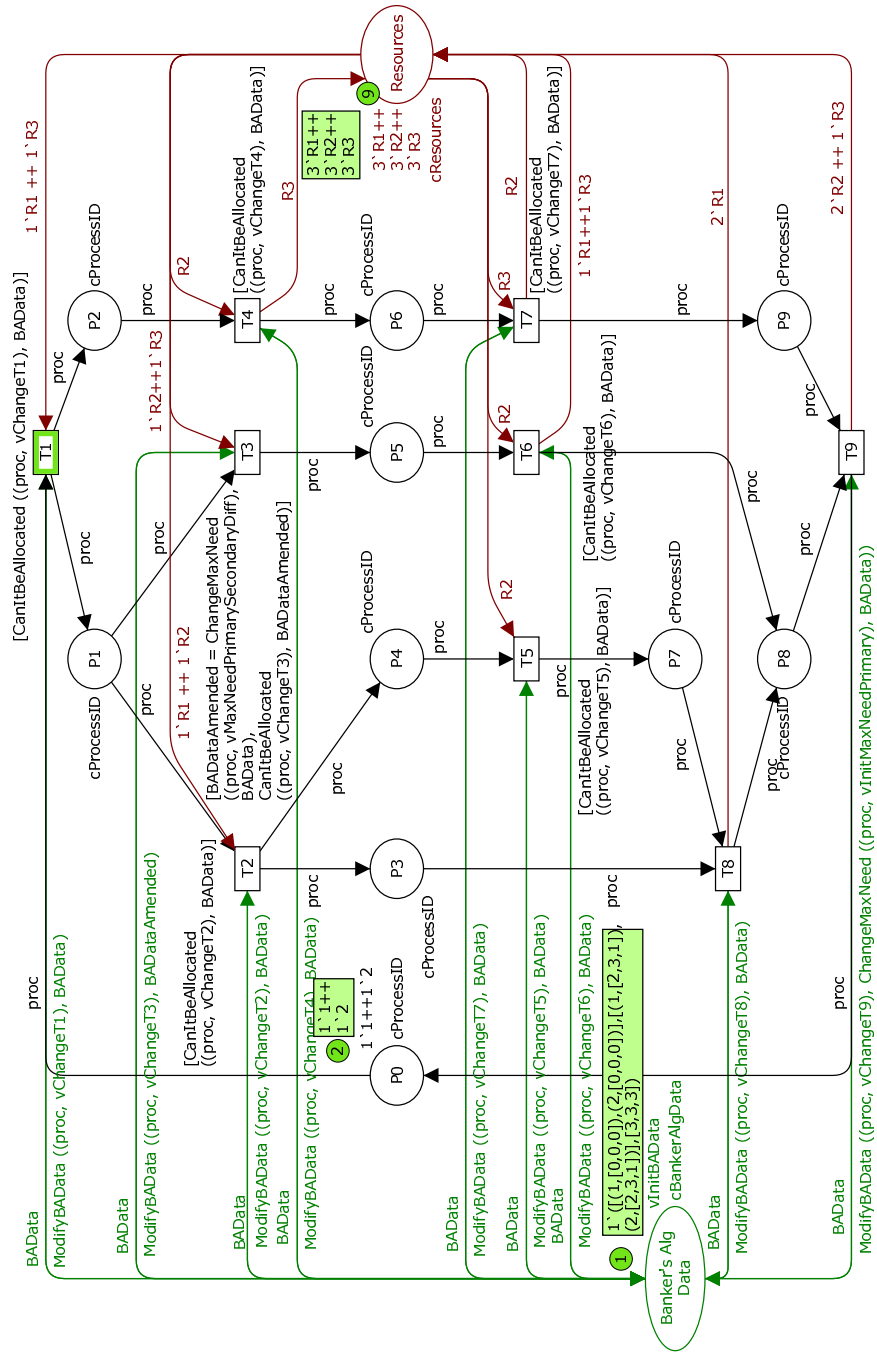 [CanItBeAllocated ((proc, vChangeT1), BAData)]
BAData
proc
1`1R1 ++ 1`R3
T1
ModifyBAData ((proc, vChangeT1), BAData)
proc
proc
cProcessID
P1
P2
cProcessID
BAData
ModifyBAData ((proc, vChangeT3), BADataAmended)
proc
proc
proc
1`R2++1`R3
1`R1 ++ 1`R2
R2
[CanItBeAllocated
((proc, vChangeT2), BAData)]
[BADataAmended = ChangeMaxNeed
((proc, vMaxNeedPrimarySecondaryDiff),
BAData),
CanItBeAllocated
((proc, vChangeT3), BADataAmended)]
[CanItBeAllocated
((proc, vChangeT4), BAData)]
BAData
T2
T3
T4
ModifyBAData ((proc, vChangeT2), BAData)
BAData
R3
ModifyBAData ((proc, vChangeT4), BAData)
proc
proc
proc
proc
3`R1++
3`R2++
3`R3
9
Resources
3`R1++
3`R2++
3`R3
cResources
1`1++
1`2
2
1`1++1`2
cProcessID
P0
cProcessID
P3
cProcessID
P4
cProcessID
P5
cProcessID
P6
proc
proc
proc
BAData
ModifyBAData ((proc, vChangeT7), BAData)
R2
R2
R3
R2
BAData
T5
T6
T7
ModifyBAData ((proc, vChangeT5), BAData)
[CanItBeAllocated
((proc, vChangeT7), BAData)]
BAData
proc
ModifyBAData ((proc, vChangeT6), BAData)
1`R1++1`R3
[CanItBeAllocated
((proc, vChangeT5), BAData)]
[CanItBeAllocated
((proc, vChangeT6), BAData)]
proc
1`([(1,[0,0,0]),(2,[0,0,0])],[(1,[2,3,1]),
(2,[2,3,1])],[3,3,3])
1
vInitBAData
cBankerAlgData
Banker's Alg
Data
P7
cProcessID
proc
proc
BAData
2`R1
T8
ModifyBAData ((proc, vChangeT8), BAData)
proc
proc
cProcessID
P8
P9
cProcessID
proc
proc
BAData
proc
2`R2 ++ 1`R3
T9
ModifyBAData ((proc, vChangeT9), ChangeMaxNeed ((proc, vInitMaxNeedPrimary), BAData))